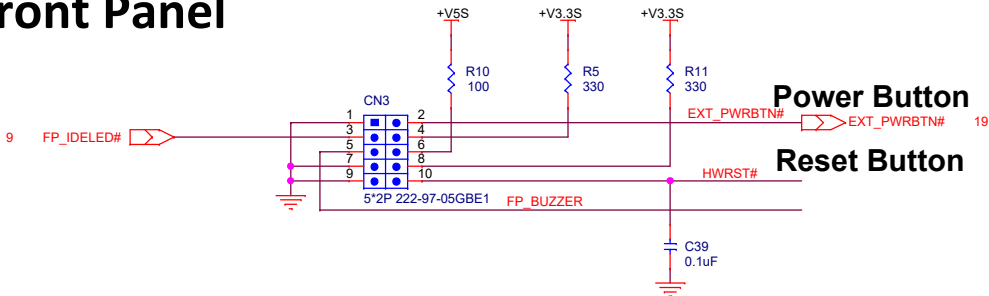 ront Panel
+V5S +V3.3S +V3.3S
R10
100
R5
330
R11
330
CN3
Power Button
1 2 EXT_PWRBTN# EXT_PWRBTN# 19
9 FP_IDELED# 3 4
5 6
7 8
Reset Button
9 10 HWRST#
5*2P 222-97-05GBE1 FP_BUZZER
C39
0.1uF